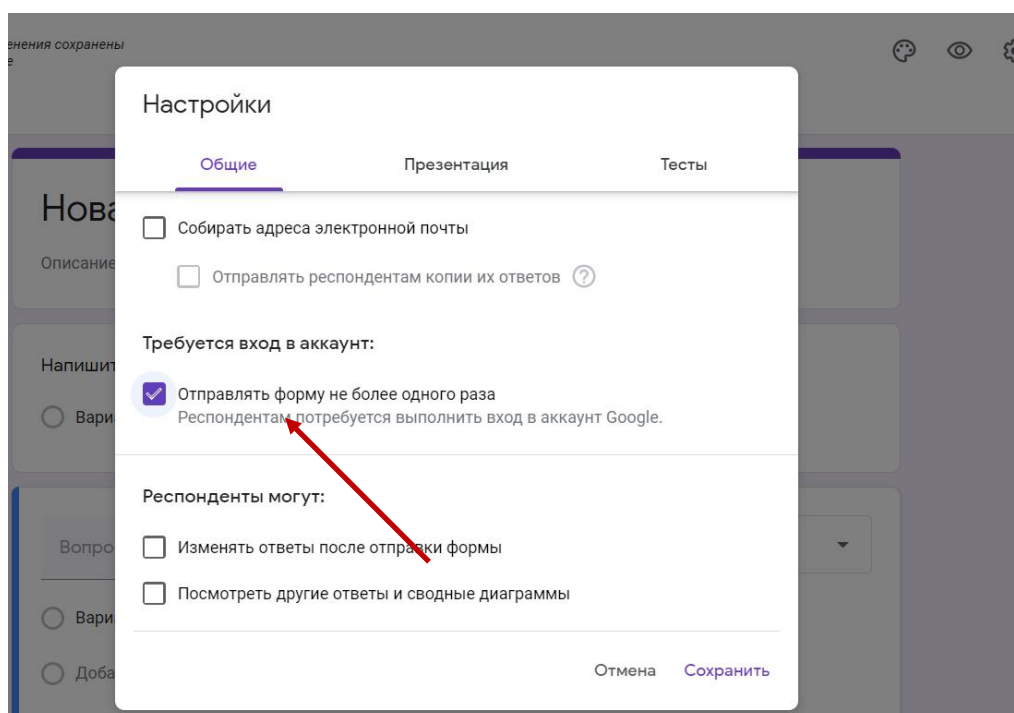 енения сохранены
е
Настройки
Общие Презентация Тесты
Нова
Собирать адреса электронной почты
Описание
Отправлять респондентам копии их ответов ?
Требуется вход в аккаунт:
Напишит
Отправлять форму не более одного раза
Вари
Респондентам потребуется выполнить вход в аккаунт Google.
Респонденты могут:
Вопро
Изменять ответы после отправки формы
Посмотреть другие ответы и сводные диаграммы
Вари
Доба
Отмена Сохранить